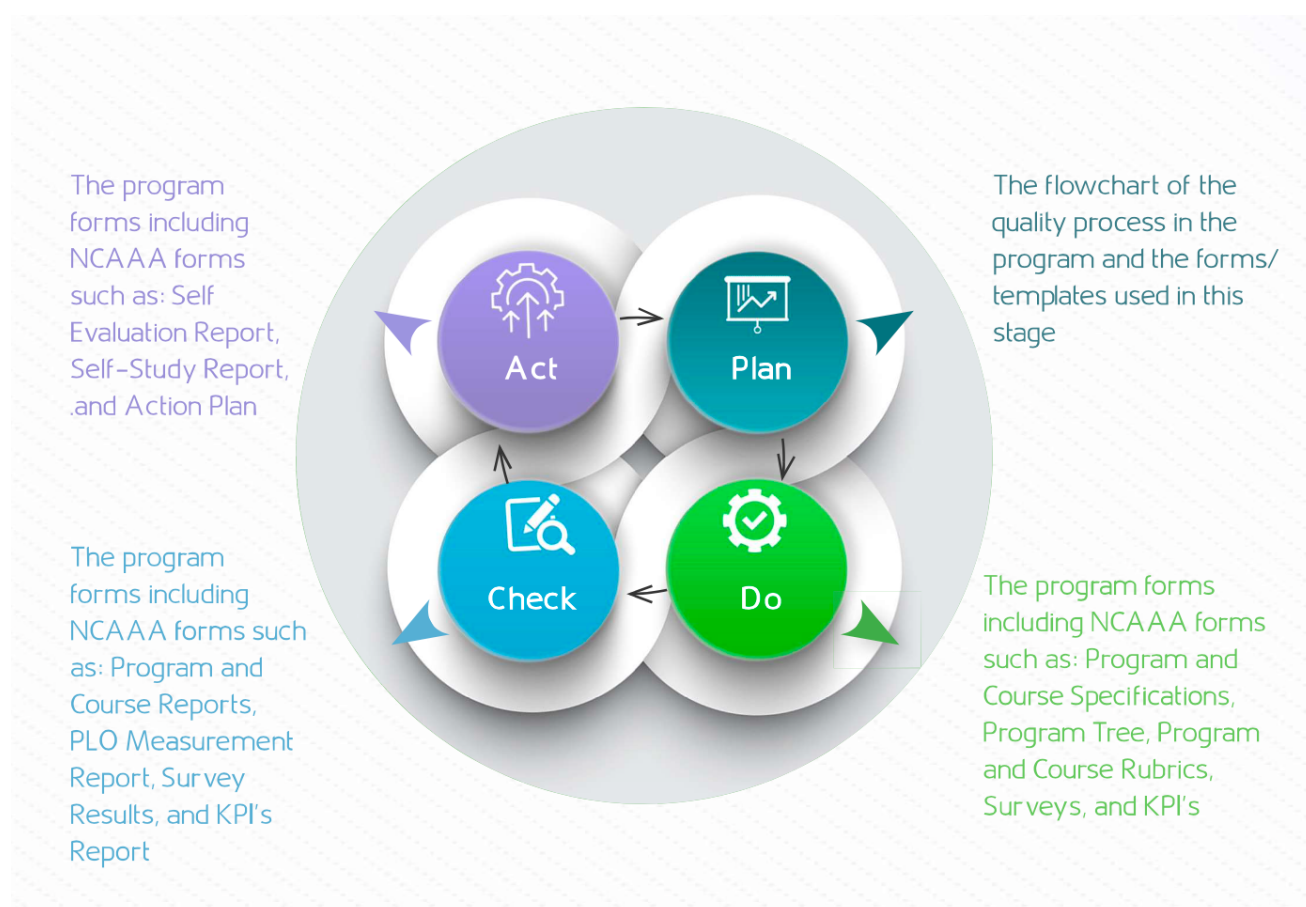 The program
forms including
NCAAA forms
such as: Self
Evaluation Report,
Self-Study Report,
.and Action Plan
The flowchart of the
quality process in the
program and the forms/
templates used in this
stage
Act
Plan
Check
Do
The program
forms including
NCAAA forms such
as: Program and
Course Reports,
PLO Measurement
Report, Survey
Results, and KPI's
Report
The program forms
including NCAAA forms
such as: Program and
Course Specifications,
Program Tree, Program
and Course Rubrics,
Surveys, and KPI's